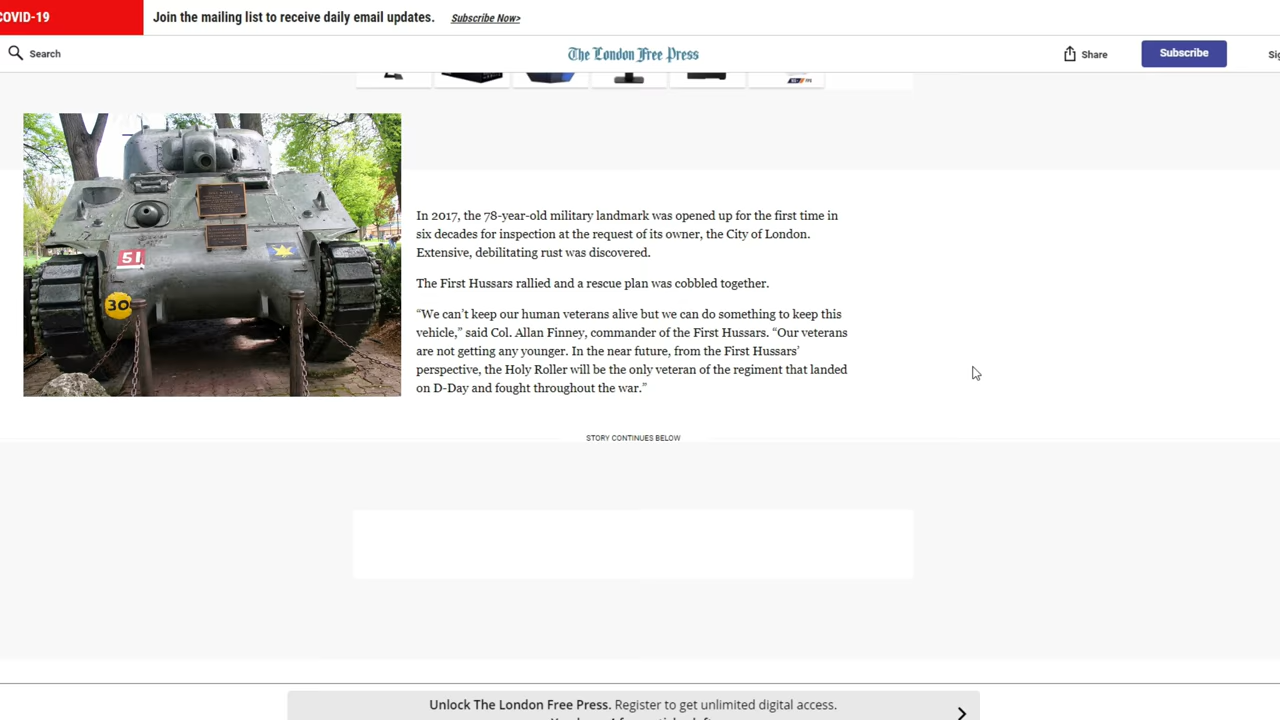 COVID-19
Join the mailing list to receive daily email updates. Subscribe Now>
Search
The London Free Press
Share
Subscribe
51
30
In 2017, the 78-year-old military landmark was opened up for the first time in
six decades for inspection at the request of its owner, the City of London.
Extensive, debilitating rust was discovered.
The First Hussars rallied and a rescue plan was cobbled together.
“We can’t keep our human veterans alive but we can do something to keep this
vehicle,” said Col. Allan Finney, commander of the First Hussars. “Our veterans
are not getting any younger. In the near future, from the First Hussars’
perspective, the Holy Roller will be the only veteran of the regiment that landed
on D-Day and fought throughout the war.”
STORY CONTINUES BELOW
Unlock The London Free Press. Register to get unlimited digital access.